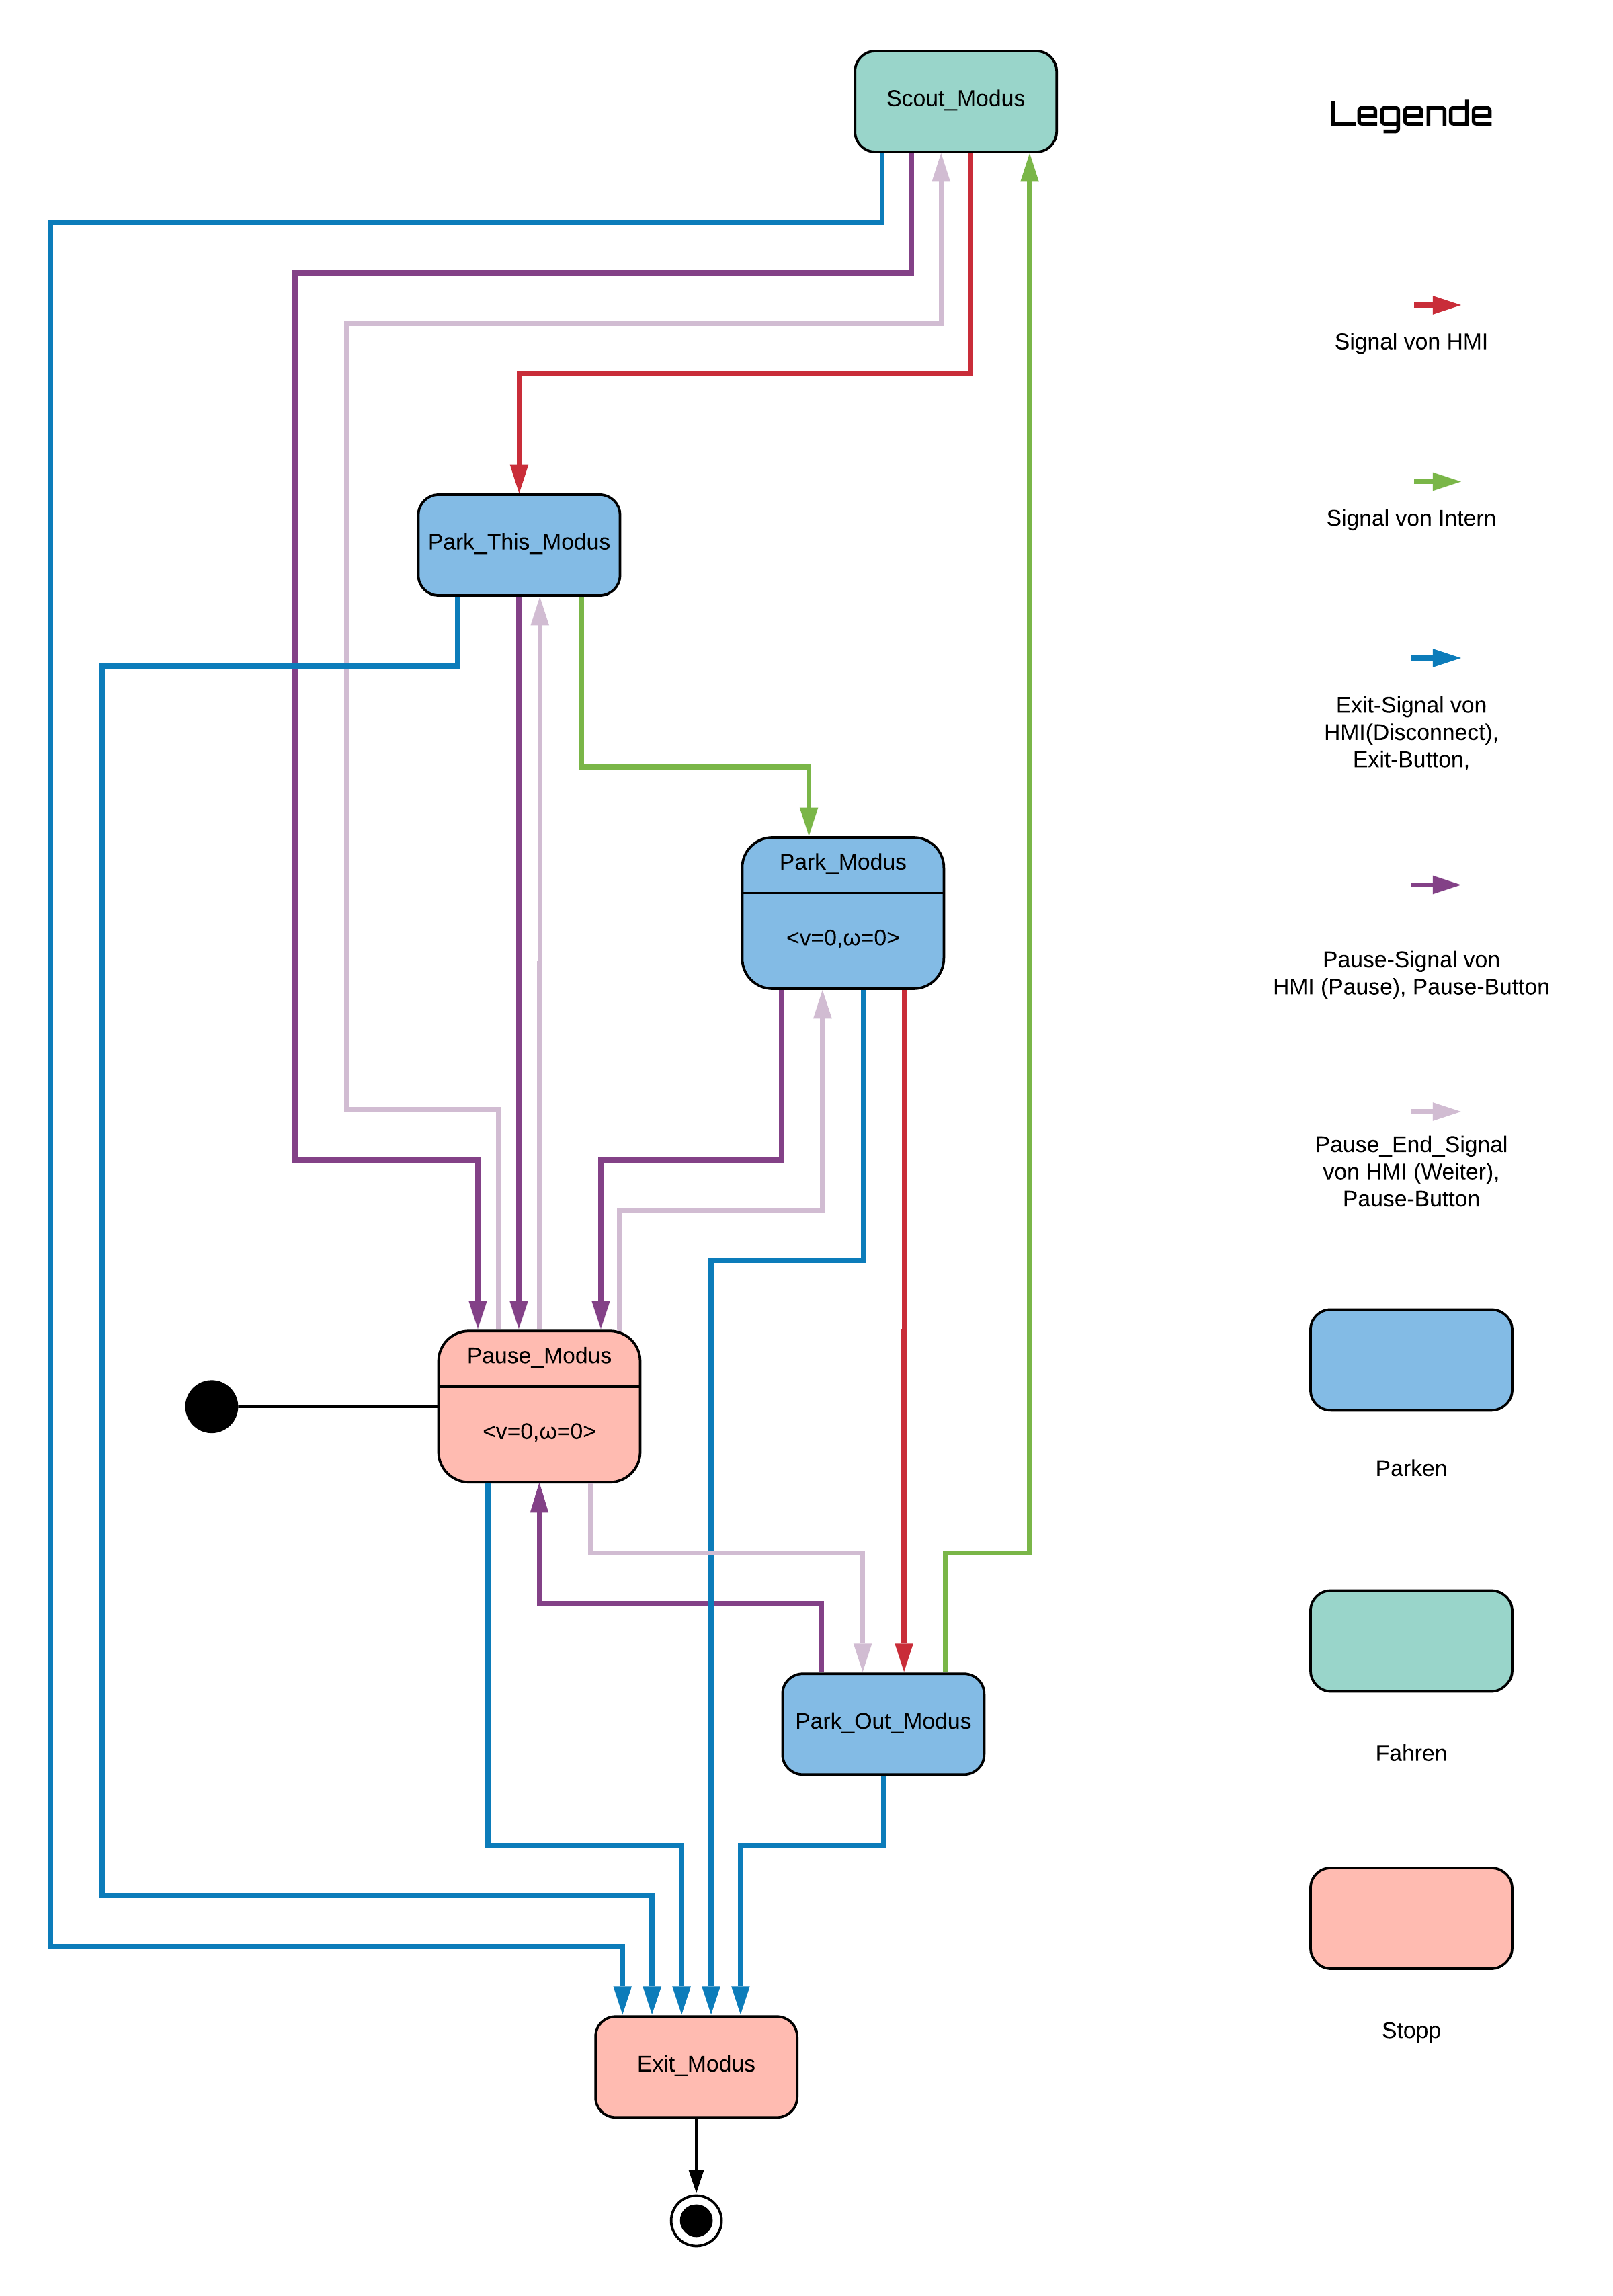 Scout_Modus
Park_This_Modus
Park_Modus
<v=0,ω=0>
Pause_Modus
<v=0,ω=0>
Park_Out_Modus
Exit_Modus
Legende
Signal von HMI
Signal von Intern
Exit-Signal von
HMI(Disconnect),
Exit-Button,
Pause-Signal von
HMI (Pause), Pause-Button
Pause_End_Signal
von HMI (Weiter),
Pause-Button
Parken
Fahren
Stopp